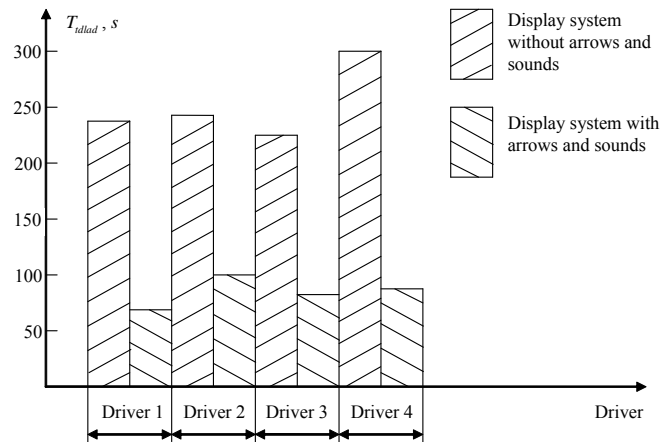 T_tdlad , s
Display system
without arrows and
sounds
Display system with
arrows and sounds
300
250
200
150
100
50
Driver 1
Driver 2
Driver 3
Driver 4
Driver